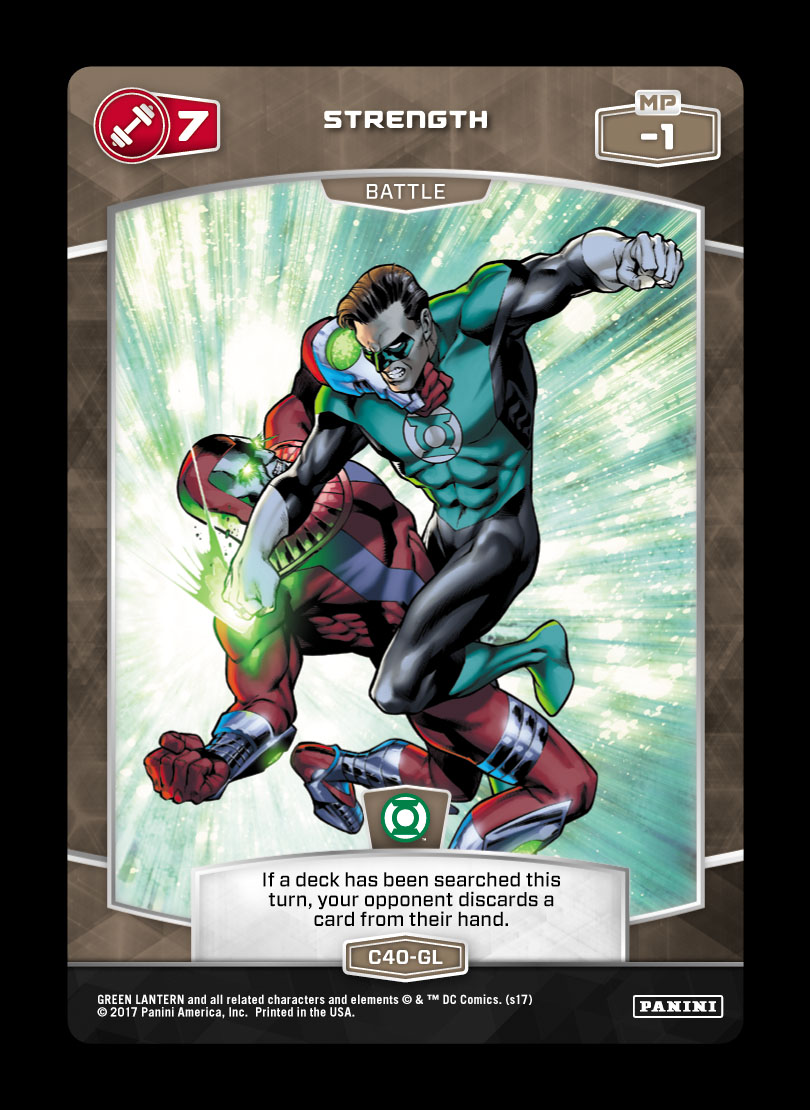 7
STRENGTH
MP
-1
BATTLE
™
If a deck has been searched this
turn, your opponent discards a
card from their hand.
C40-GL
GREEN LANTERN and all related characters and elements © & ™ DC Comics. (s17)
© 2017 Panini America, Inc. Printed in the USA.
PANINI